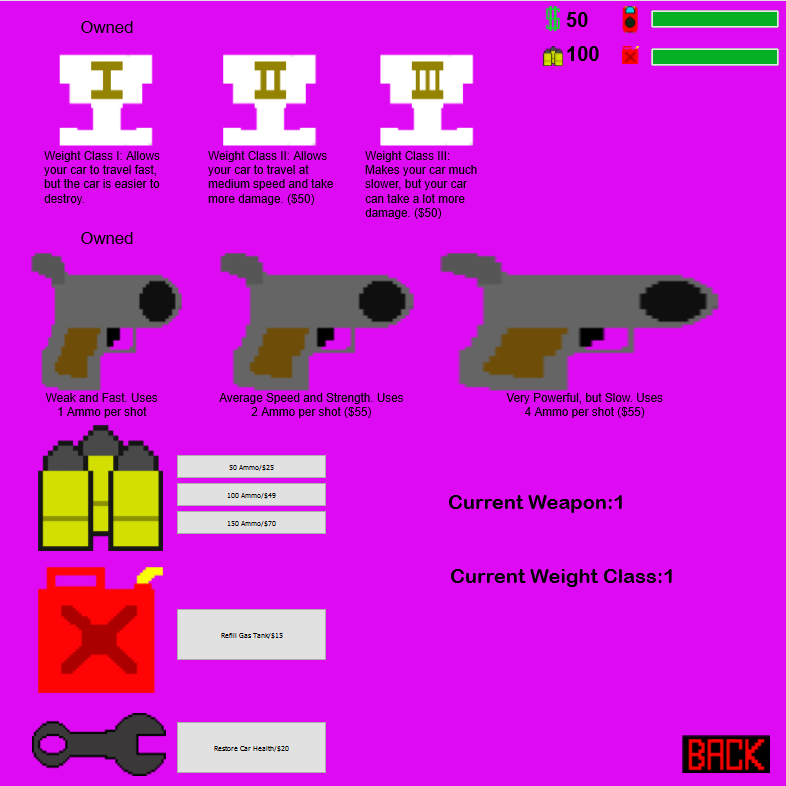 Owned
50
100
I
II
III
Weight Class I: Allows
your car to travel fast,
but the car is easier to
destroy.
Weight Class II: Allows
your car to travel at
medium speed and take
more damage. ($50)
Weight Class III:
Makes your car much
slower, but your car
can take a lot more
damage. ($50)
Owned
Weak and Fast. Uses
1 Ammo per shot
Average Speed and Strength. Uses
2 Ammo per shot ($55)
Very Powerful, but Slow. Uses
4 Ammo per shot ($55)
50 Ammo/$25
100 Ammo/$49
150 Ammo/$70
Current Weapon:1
Current Weight Class:1
Refill Gas Tank/$15
Restore Car Health/$20
BACK